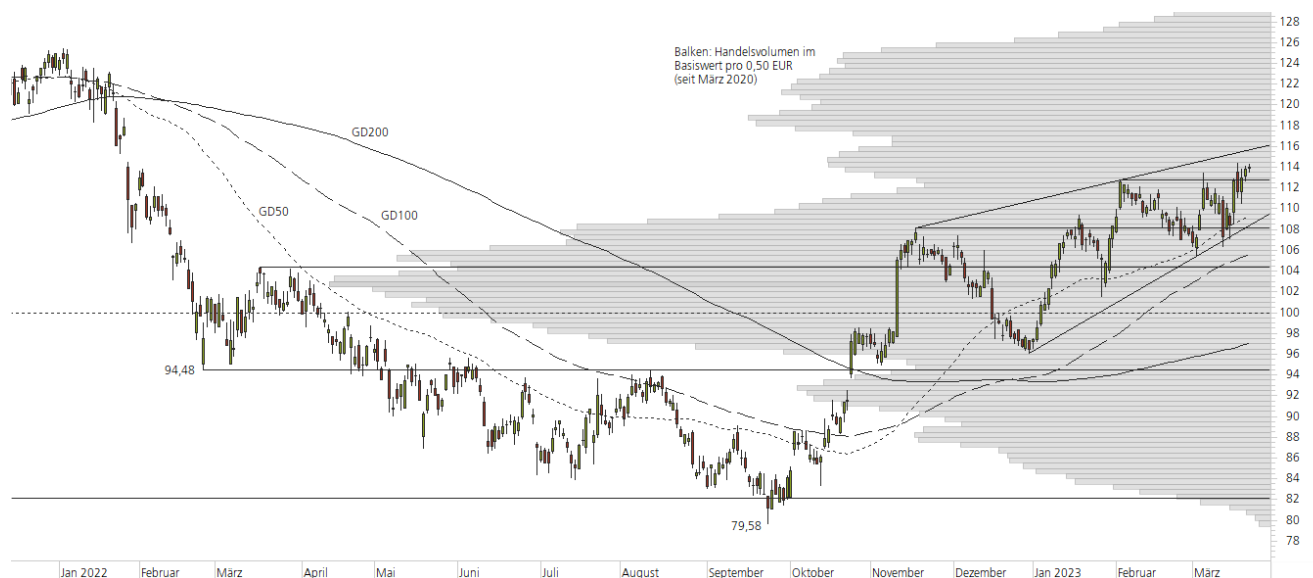 Balken: Handelsvolumen im
Basiswert pro 0,50 EUR
(seit März 2020)
GD200
GD50
GD100
94,48
79,58
128
126
124
122
120
118
116
114
112
110
108
106
104
102
100
98
96
94
92
90
88
86
84
82
80
78
Jan 2022
Februar
März
April
Mai
Juni
Juli
August
September
Oktober
November
Dezember
Jan 2023
Februar
März